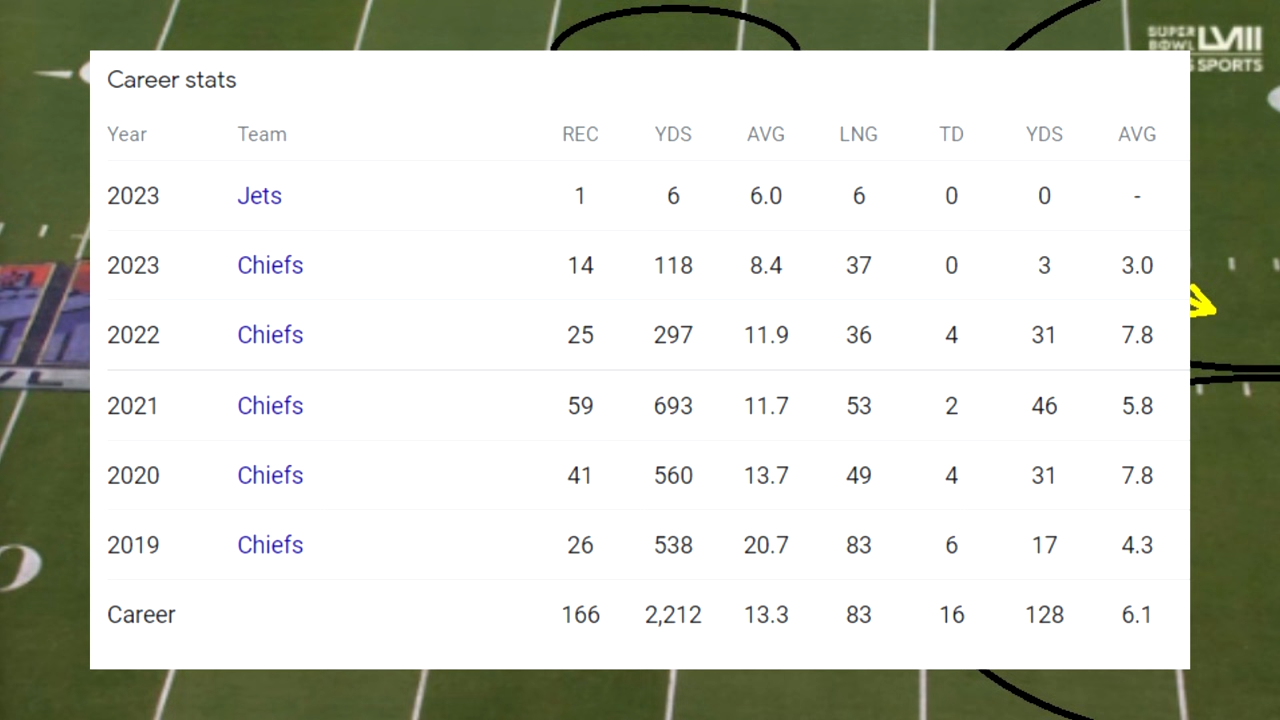 SUPER
BOWL LVIII
SPORTS
Career stats
Year Team REC YDS AVG LNG TD YDS AVG
2023 Jets 1 6 6.0 6 0 0 -
2023 Chiefs 14 118 8.4 37 0 3 3.0
2022 Chiefs 25 297 11.9 36 4 31 7.8
2021 Chiefs 59 693 11.7 53 2 46 5.8
2020 Chiefs 41 560 13.7 49 4 31 7.8
2019 Chiefs 26 538 20.7 83 6 17 4.3
Career 166 2,212 13.3 83 16 128 6.1